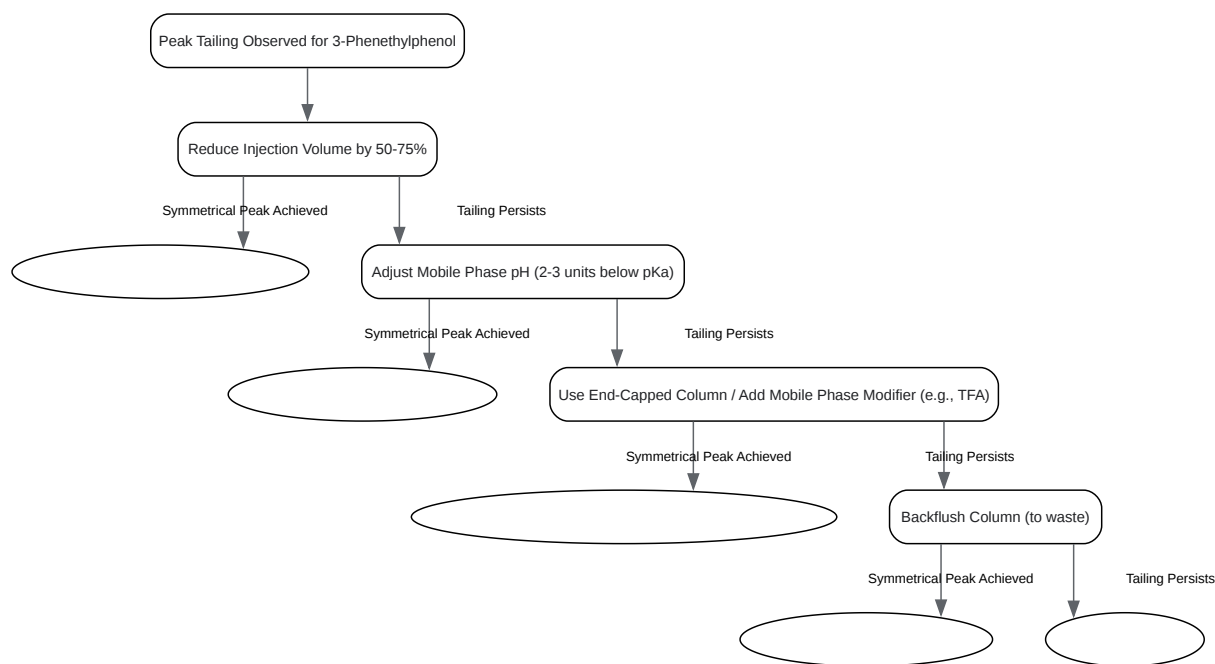 Peak Tailing Observed for 3-Phenethylphenol
Reduce Injection Volume by 50-75%
Symmetrical Peak Achieved
Tailing Persists
Adjust Mobile Phase pH (2-3 units below pKa)
Symmetrical Peak Achieved
Tailing Persists
Use End-Capped Column / Add Mobile Phase Modifier (e.g., TFA)
Symmetrical Peak Achieved
Tailing Persists
Backflush Column (to waste)
Symmetrical Peak Achieved
Tailing Persists